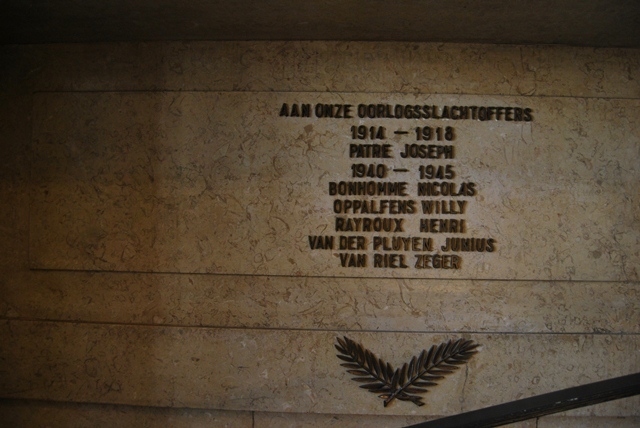 AAN ONZE OORLOGSSLACHTOFFERS
1914 – 1918
PATRE JOSEPH
1940 – 1945
BONHOMME NICOLAS
OPPALFENS WILLY
RAYROUX HENRI
VAN DER PLUYEN JUNIUS
VAN RIEL ZEGER